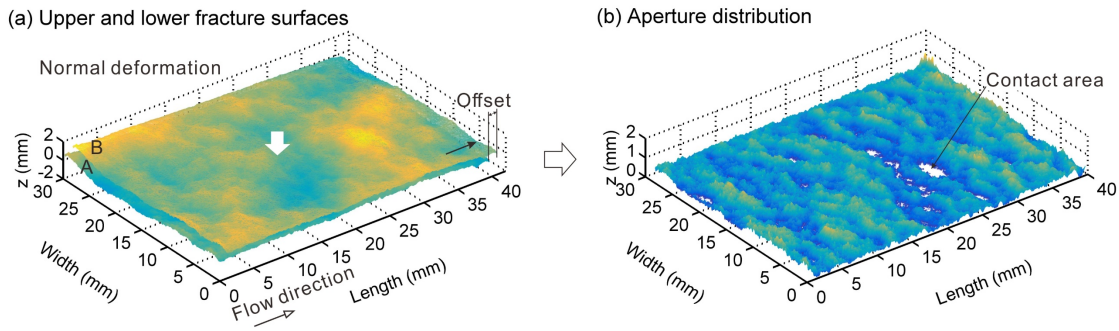 (a) Upper and lower fracture surfaces
Normal deformation
Offset
B
A
z (mm)
2
0
-2
30
25
20
15
10
5
0
Width (mm)
0
5
10
15
20
25
30
35
40
Length (mm)
Flow direction
(b) Aperture distribution
Contact area
z (mm)
2
1
0
30
25
20
15
10
5
0
Width (mm)
0
5
10
15
20
25
30
35
40
Length (mm)